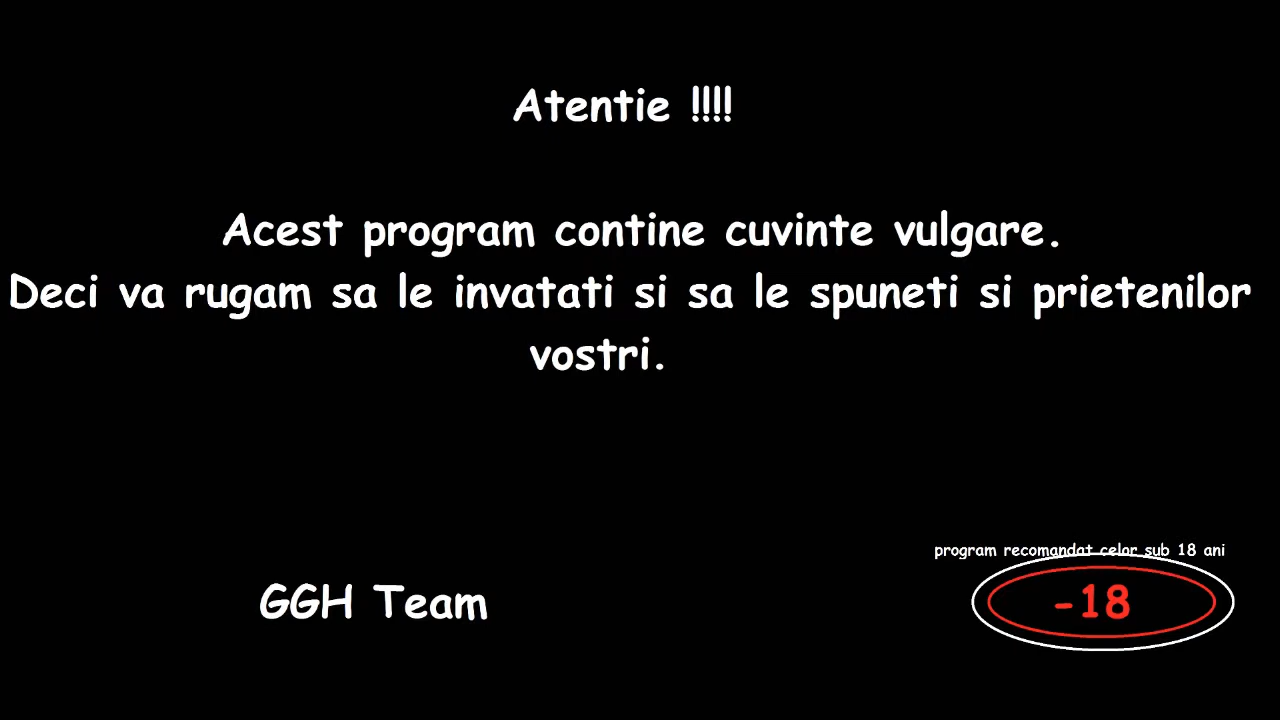 Atentie !!!!
Acest program contine cuvinte vulgare.
Deci va rugam sa le invatati si sa le spuneti si prietenilor
vostri.
program recomandat celor sub 18 ani
GGH Team
-18